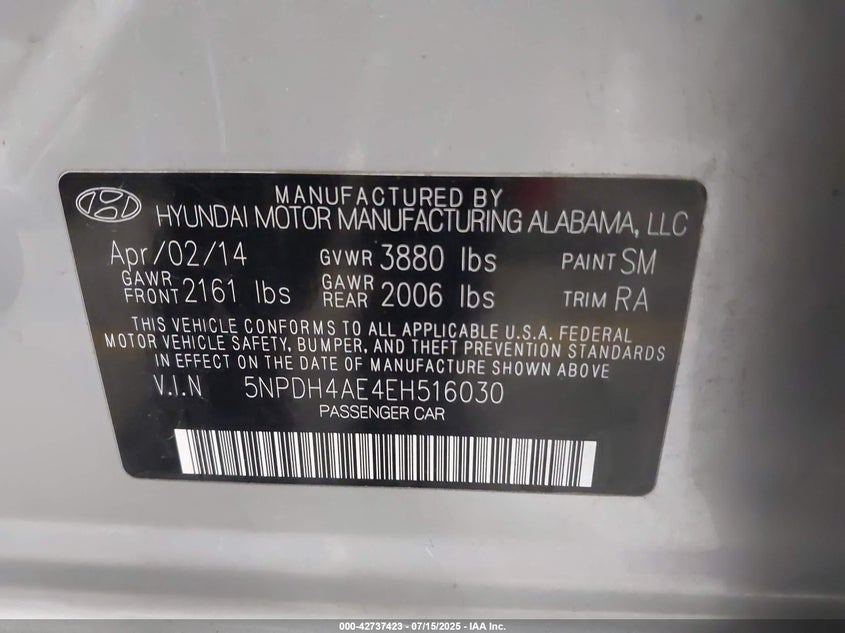 MANUFACTURED BY
HYUNDAI MOTOR MANUFACTURING ALABAMA, LLC
Apr/02/14 GVWR 3880 lbs PAINT SM
GAWR FRONT 2161 lbs GAWR REAR 2006 lbs TRIM RA
THIS VEHICLE CONFORMS TO ALL APPLICABLE U.S.A. FEDERAL
MOTOR VEHICLE SAFETY, BUMPER, AND THEFT PREVENTION STANDARDS
IN EFFECT ON THE DATE OF MANUFACTURE SHOWN ABOVE
V.I.N 5NPDH4AE4EH516030
PASSENGER CAR
000-42737423 - 07/15/2025 - IAA Inc.